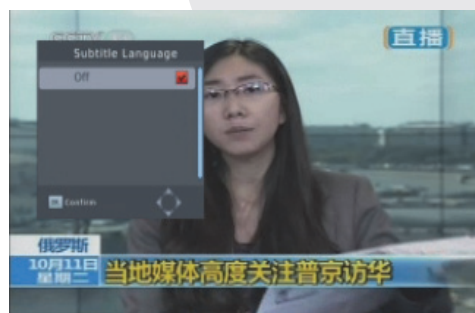 直播
Subtitle Language
Off
OK Confirm
俄罗斯
10月11日
星期二
当地媒体高度关注普京访华